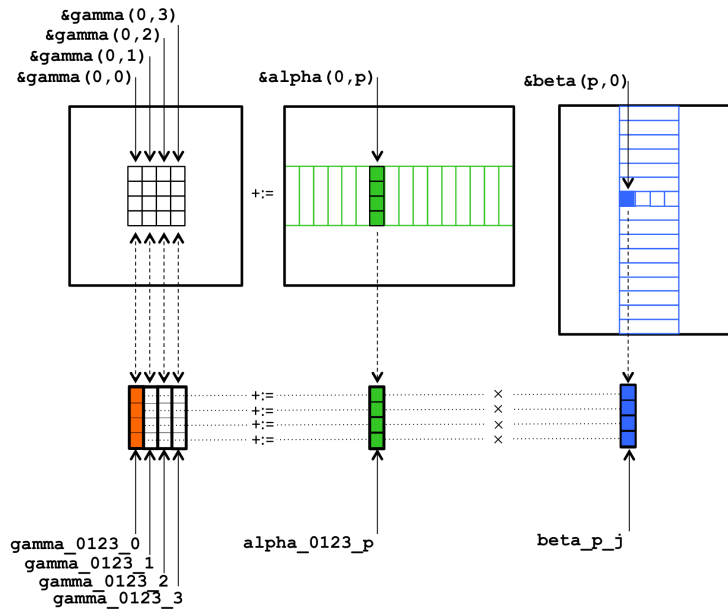 &gamma(0,3)
&gamma(0,2)
&gamma(0,1)
&gamma(0,0)
&alpha(0,p)
&beta(p,0)
+:=
+:= ×
+:= ×
+:= ×
+:= ×
gamma_0123_0
gamma_0123_1
gamma_0123_2
gamma_0123_3
alpha_0123_p
beta_p_j